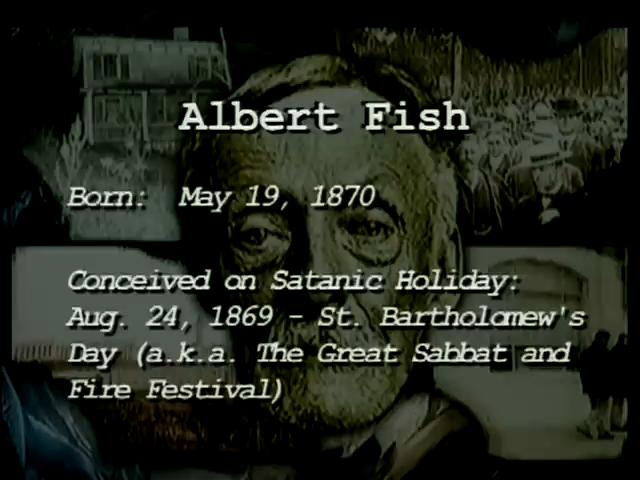 Albert Fish
Born: May 19, 1870
Conceived on Satanic Holiday:
Aug. 24, 1869 - St. Bartholomew's
Day (a.k.a. The Great Sabbat and
Fire Festival)